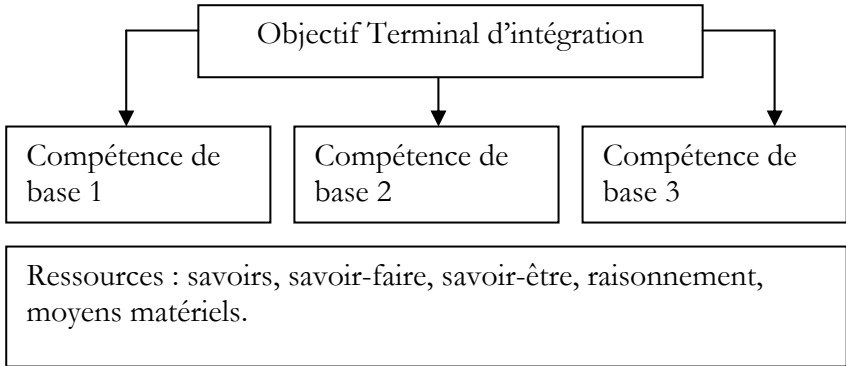 Objectif Terminal d’intégration
Compétence de
base 1
Compétence de
base 2
Compétence de
base 3
Ressources : savoirs, savoir-faire, savoir-être, raisonnement,
moyens matériels.